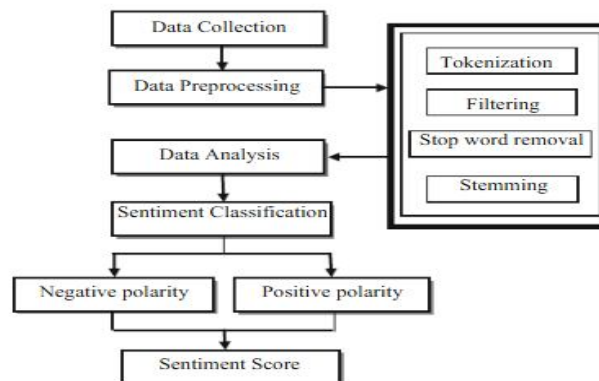 Data Collection
Data Preprocessing
Tokenization
Filtering
Stop word removal
Stemming
Data Analysis
Sentiment Classification
Negative polarity
Positive polarity
Sentiment Score